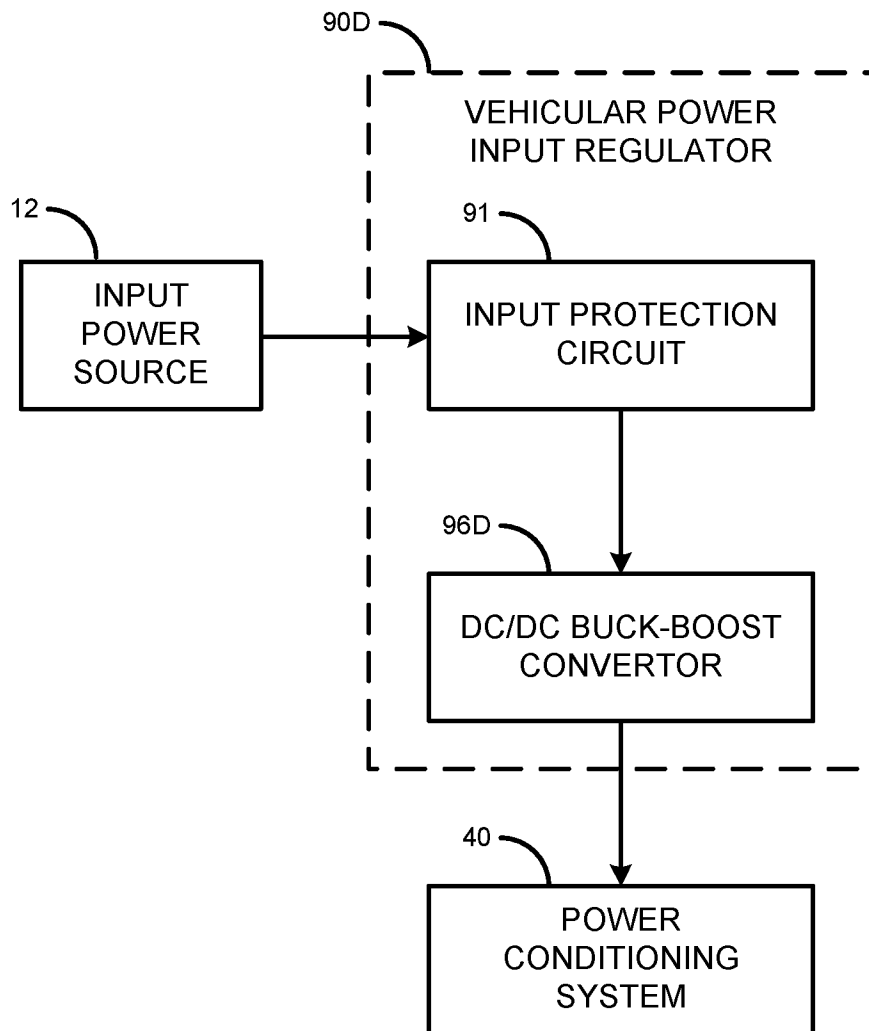 90D
VEHICULAR POWER
INPUT REGULATOR
12
91
INPUT
POWER
SOURCE
INPUT PROTECTION
CIRCUIT
96D
DC/DC BUCK-BOOST
CONVERTOR
40
POWER
CONDITIONING
SYSTEM